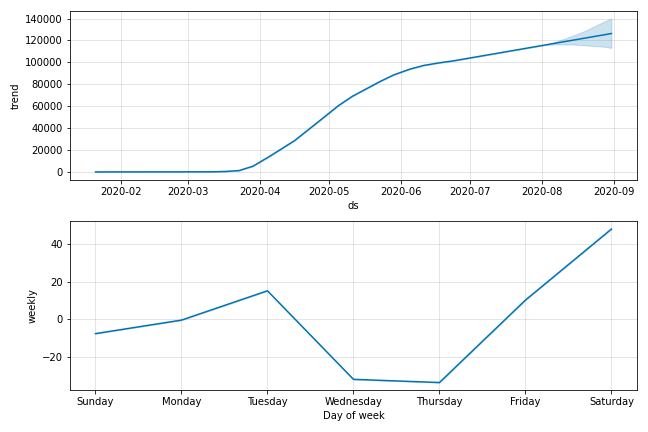 140000
120000
100000
80000
60000
40000
20000
0
trend
2020-02 2020-03 2020-04 2020-05 2020-06 2020-07 2020-08 2020-09
ds
40
20
0
−20
weekly
Sunday Monday Tuesday Wednesday Thursday Friday Saturday
Day of week